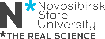 N*
Novosibirsk
State
University
*THE REAL SCIENCE